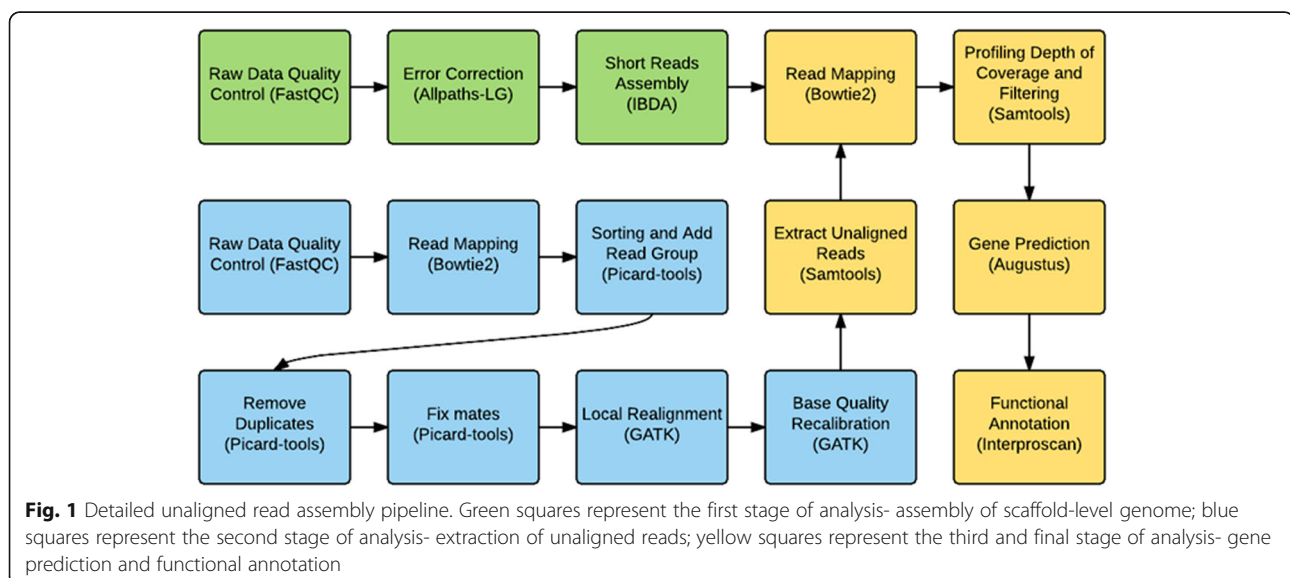 Raw Data Quality
Control (FastQC)
Error Correction
(Allpaths-LG)
Short Reads
Assembly
(IBDA)
Read Mapping
(Bowtie2)
Profiling Depth of
Coverage and
Filtering
(Samtools)
Raw Data Quality
Control (FastQC)
Read Mapping
(Bowtie2)
Sorting and Add
Read Group
(Picard-tools)
Extract Unaligned
Reads
(Samtools)
Gene Prediction
(Augustus)
Remove
Duplicates
(Picard-tools)
Fix mates
(Picard-tools)
Local Realignment
(GATK)
Base Quality
Recalibration
(GATK)
Functional
Annotation
(Interproscan)
Fig. 1 Detailed unaligned read assembly pipeline. Green squares represent the first stage of analysis- assembly of scaffold-level genome; blue
squares represent the second stage of analysis- extraction of unaligned reads; yellow squares represent the third and final stage of analysis- gene
prediction and functional annotation